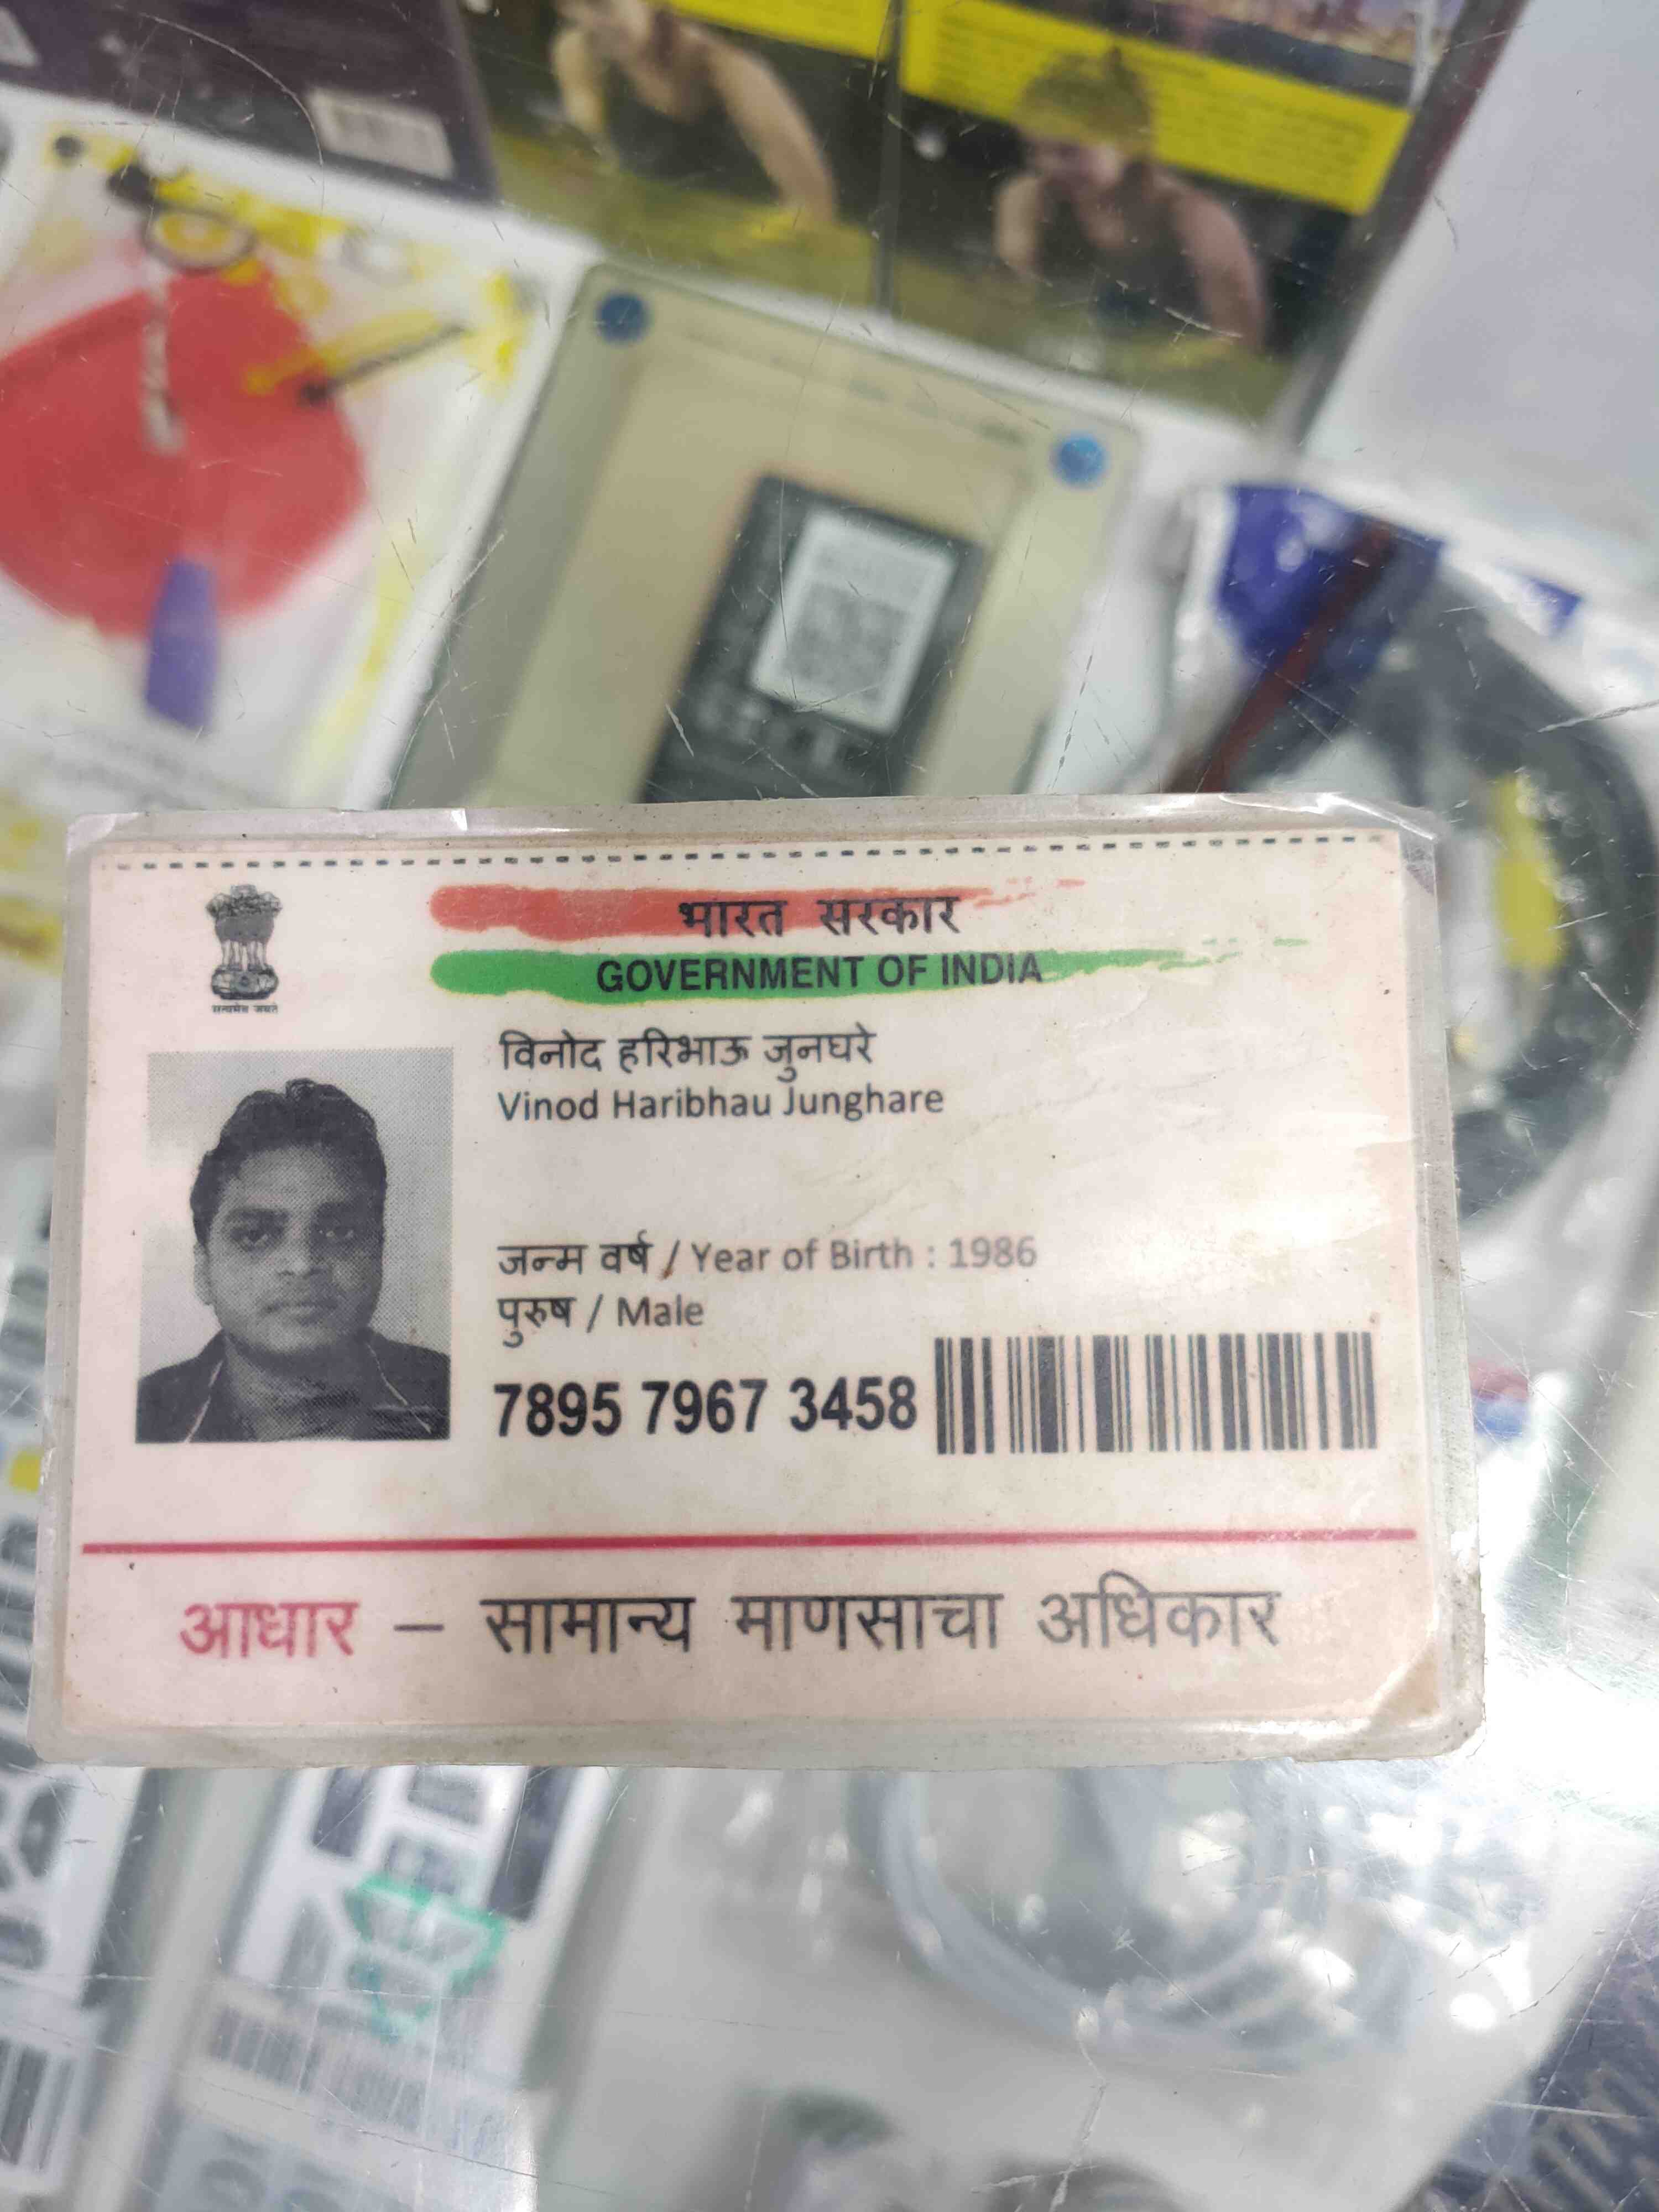 भारत सरकार
GOVERNMENT OF INDIA
सत्यमेव जयते
विनोद हरिभाऊ जुनघरे
Vinod Haribhau Junghare
जन्म वर्ष / Year of Birth : 1986
पुरुष / Male
7895 7967 3458
आधार – सामान्य माणसाचा अधिकार